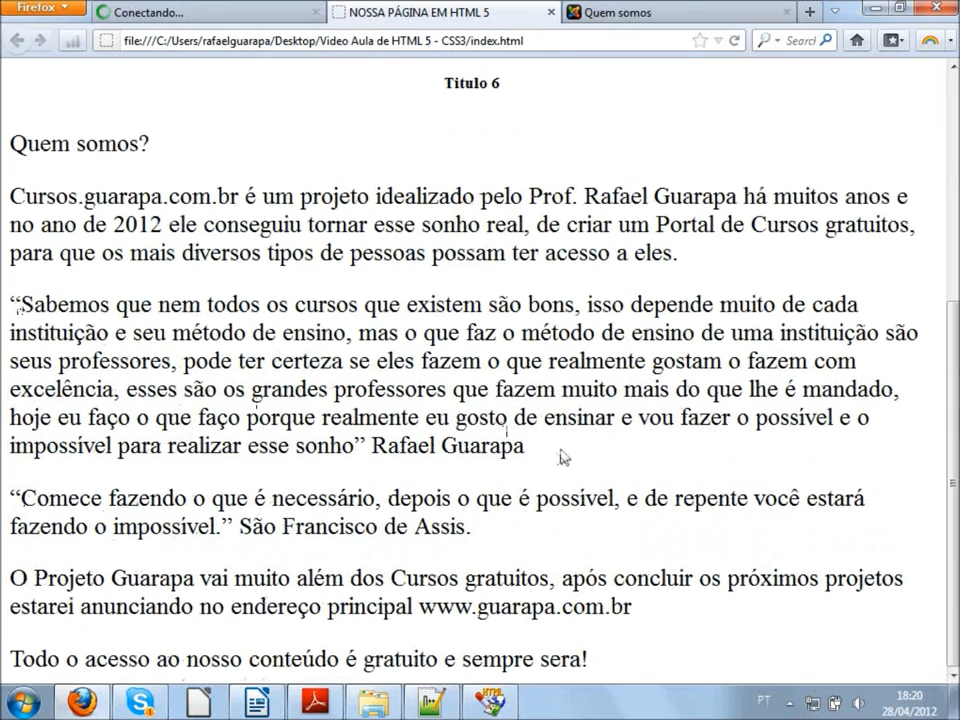 Firefox
Conectando...
NOSSA PÁGINA EM HTML 5
Quem somos
file:///C:/Users/rafaelguarapa/Desktop/Video Aula de HTML 5 - CSS3/index.html
Search
Titulo 6
Quem somos?
Cursos.guarapa.com.br é um projeto idealizado pelo Prof. Rafael Guarapa há muitos anos e
no ano de 2012 ele conseguiu tornar esse sonho real, de criar um Portal de Cursos gratuitos,
para que os mais diversos tipos de pessoas possam ter acesso a eles.
“Sabemos que nem todos os cursos que existem são bons, isso depende muito de cada
instituição e seu método de ensino, mas o que faz o método de ensino de uma instituição são
seus professores, pode ter certeza se eles fazem o que realmente gostam o fazem com
excelência, esses são os grandes professores que fazem muito mais do que lhe é mandado,
hoje eu faço o que faço porque realmente eu gosto de ensinar e vou fazer o possível e o
impossível para realizar esse sonho” Rafael Guarapa
“Comece fazendo o que é necessário, depois o que é possível, e de repente você estará
fazendo o impossível.” São Francisco de Assis.
O Projeto Guarapa vai muito além dos Cursos gratuitos, após concluir os próximos projetos
estarei anunciando no endereço principal www.guarapa.com.br
Todo o acesso ao nosso conteúdo é gratuito e sempre sera!
PT
18:20
28/04/2012